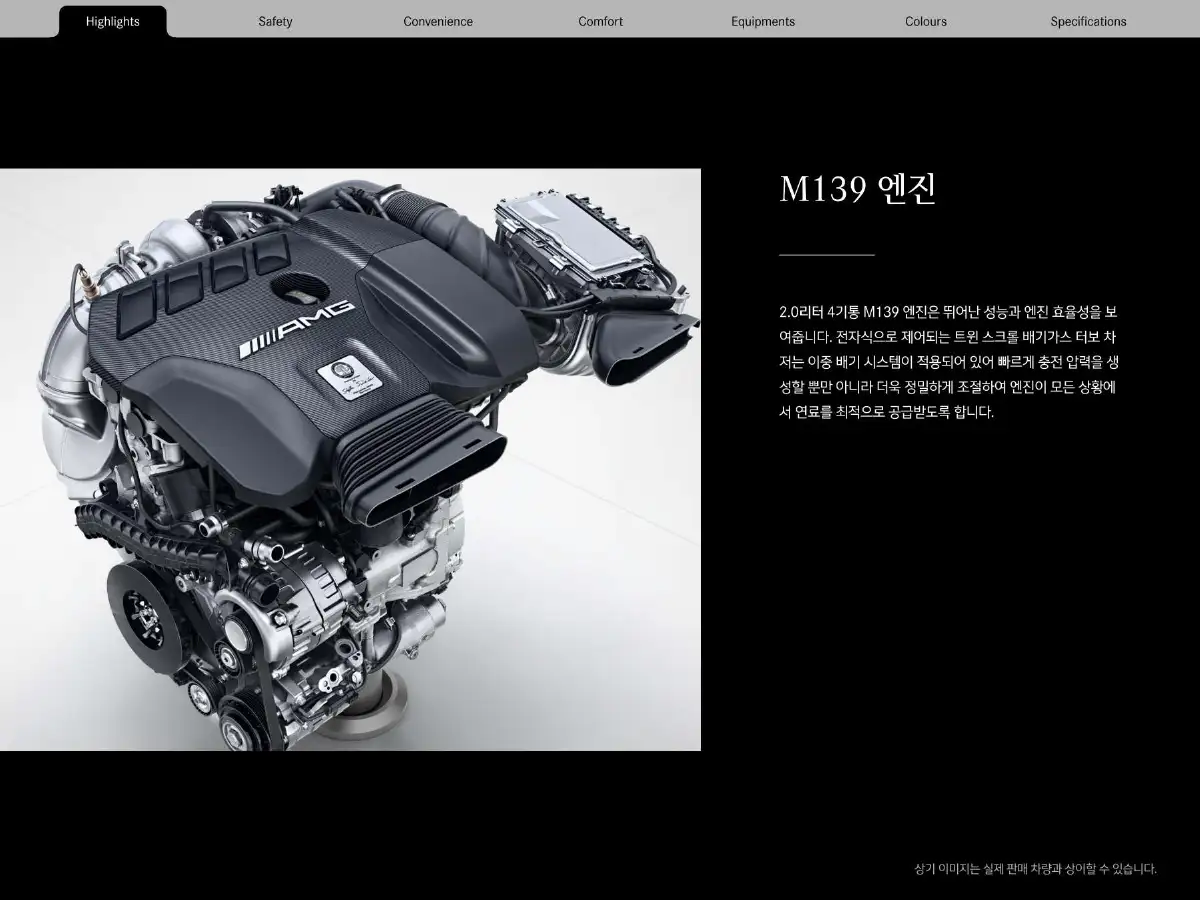 Highlights
Safety
Convenience
Comfort
Equipments
Colours
Specifications
M139 엔진
2.0리터 4기통 M139 엔진은 뛰어난 성능과 엔진 효율성을 보
여줍니다. 전자식으로 제어되는 트윈 스크롤 배기가스 터보 차
저는 이중 배기 시스템이 적용되어 있어 빠르게 충전 압력을 생
성할 뿐만 아니라 더욱 정밀하게 조절하여 엔진이 모든 상황에
서 연료를 최적으로 공급받도록 합니다.
AMG
상기 이미지는 실제 판매 차량과 상이할 수 있습니다.